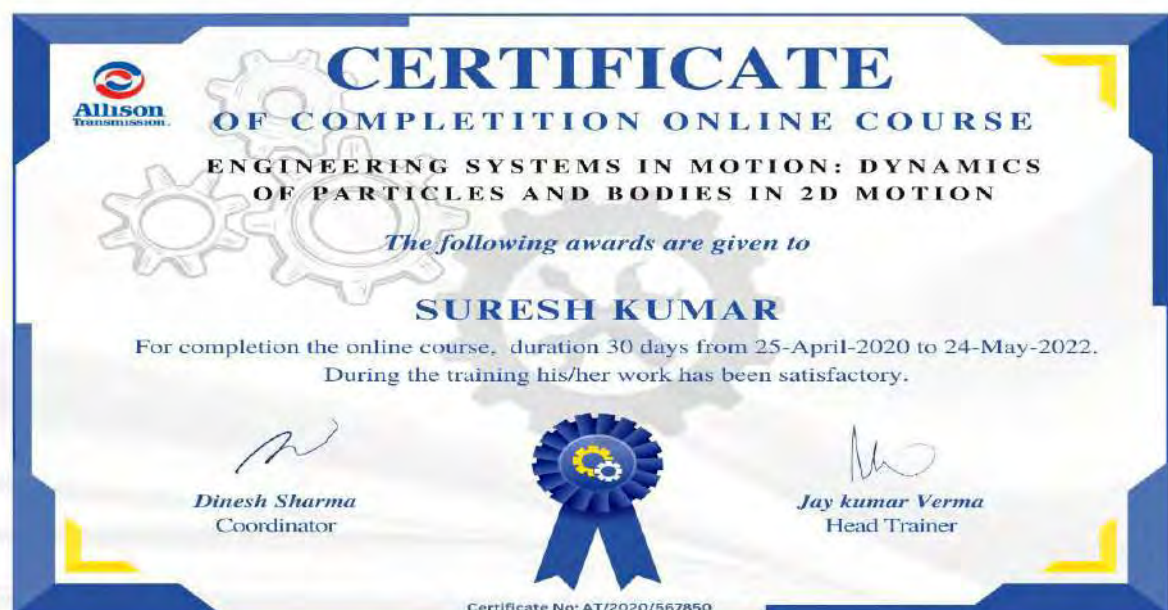 Allison
Transmission.
CERTIFICATE
OF COMPLETITION ONLINE COURSE
ENGINEERING SYSTEMS IN MOTION: DYNAMICS
OF PARTICLES AND BODIES IN 2D MOTION
The following awards are given to
SURESH KUMAR
For completion the online course, duration 30 days from 25-April-2020 to 24-May-2022.
During the training his/her work has been satisfactory.
Dinesh Sharma
Coordinator
Jay kumar Verma
Head Trainer
Certificate No: AT/2020/567850